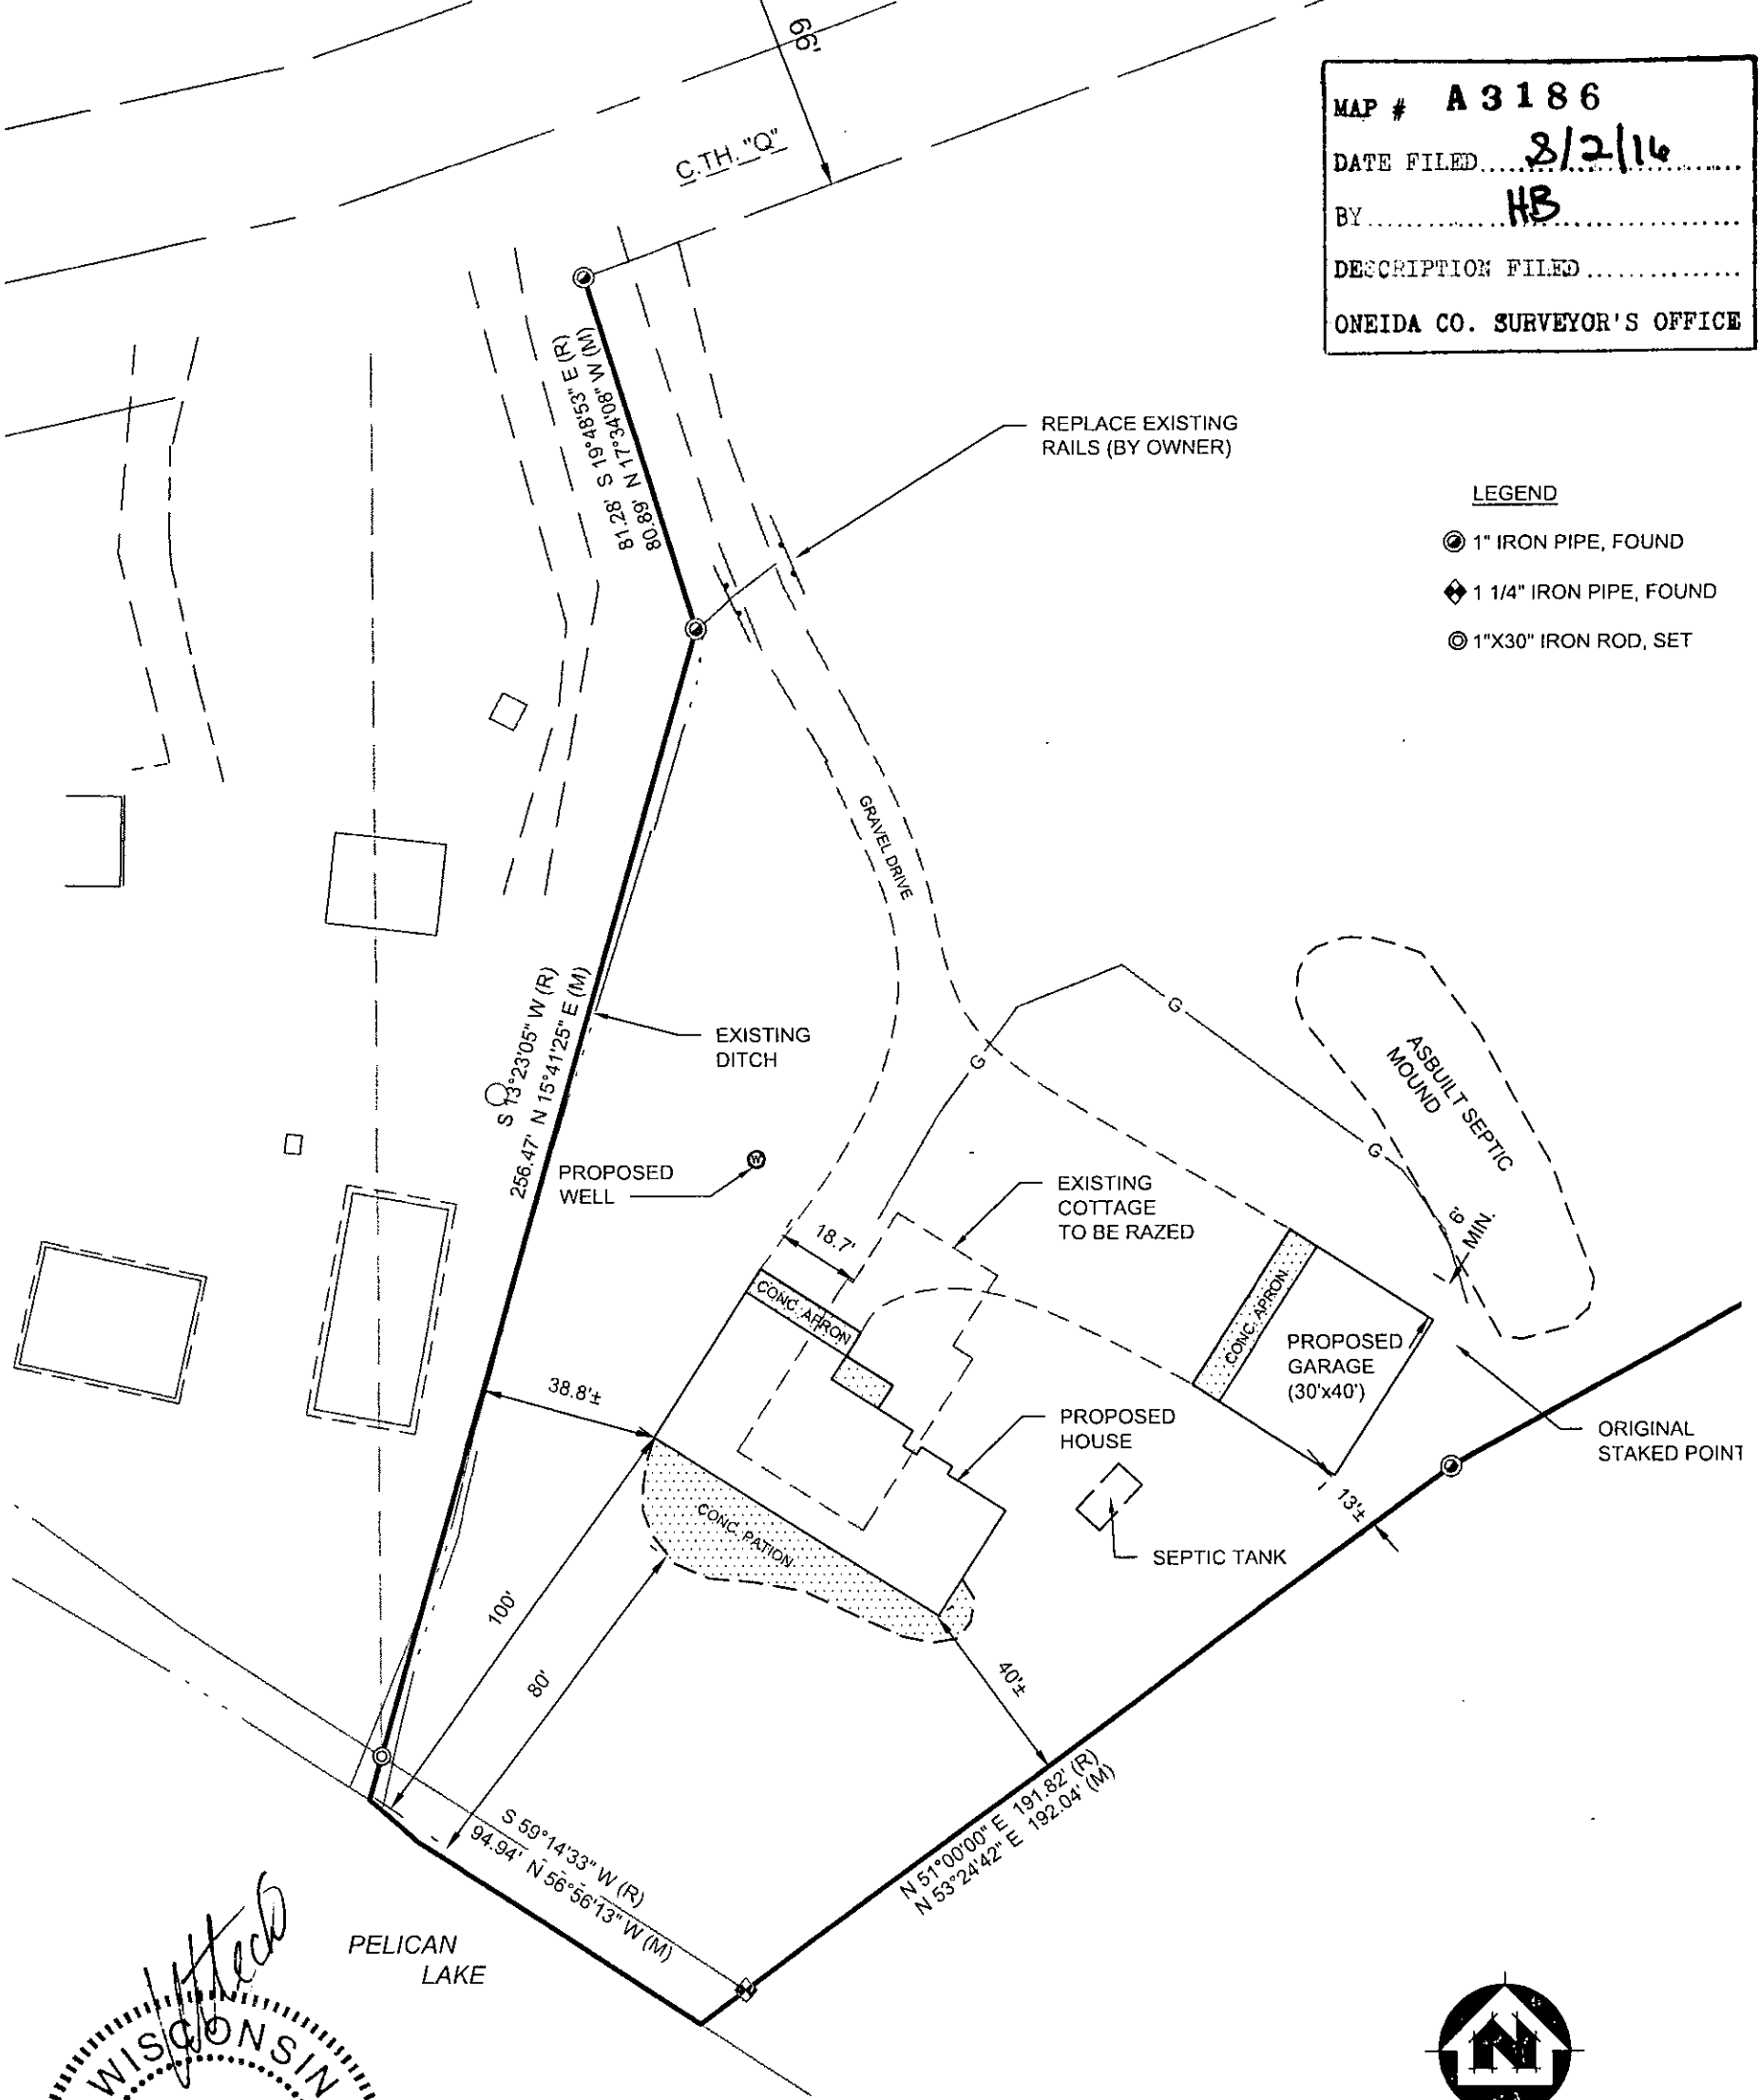 66'
C.TH. "Q"
MAP # A3186
DATE FILED 8/2/16
BY HB
DESCRIPTION FILED
ONEIDA CO. SURVEYOR'S OFFICE
81.28' S 19°48'53" E (R)
80.89' N 17°34'08" W (M)
REPLACE EXISTING
RAILS (BY OWNER)
LEGEND
1" IRON PIPE, FOUND
1 1/4" IRON PIPE, FOUND
1"X30" IRON ROD, SET
GRAVEL DRIVE
S 13°23'05" W (R)
256.47' N 15°41'25" E (M)
EXISTING
DITCH
G
G
G
ASBUILT SEPTIC
MOUND
PROPOSED
WELL
W
EXISTING
COTTAGE
TO BE RAZED
6'
MIN.
18.7'
CONC. APRON
CONC. APRON
PROPOSED
GARAGE
(30'x40')
38.8'±
PROPOSED
HOUSE
ORIGINAL
STAKED POINT
13'±
CONC. PATION
SEPTIC TANK
100'
80'
40'±
S 59°14'33" W (R)
94.94' N 56°56'13" W (M)
N 51°00'00" E 191.82' (R)
N 53°24'42" E 192.04' (M)
PELICAN
LAKE
WISCONSIN
N